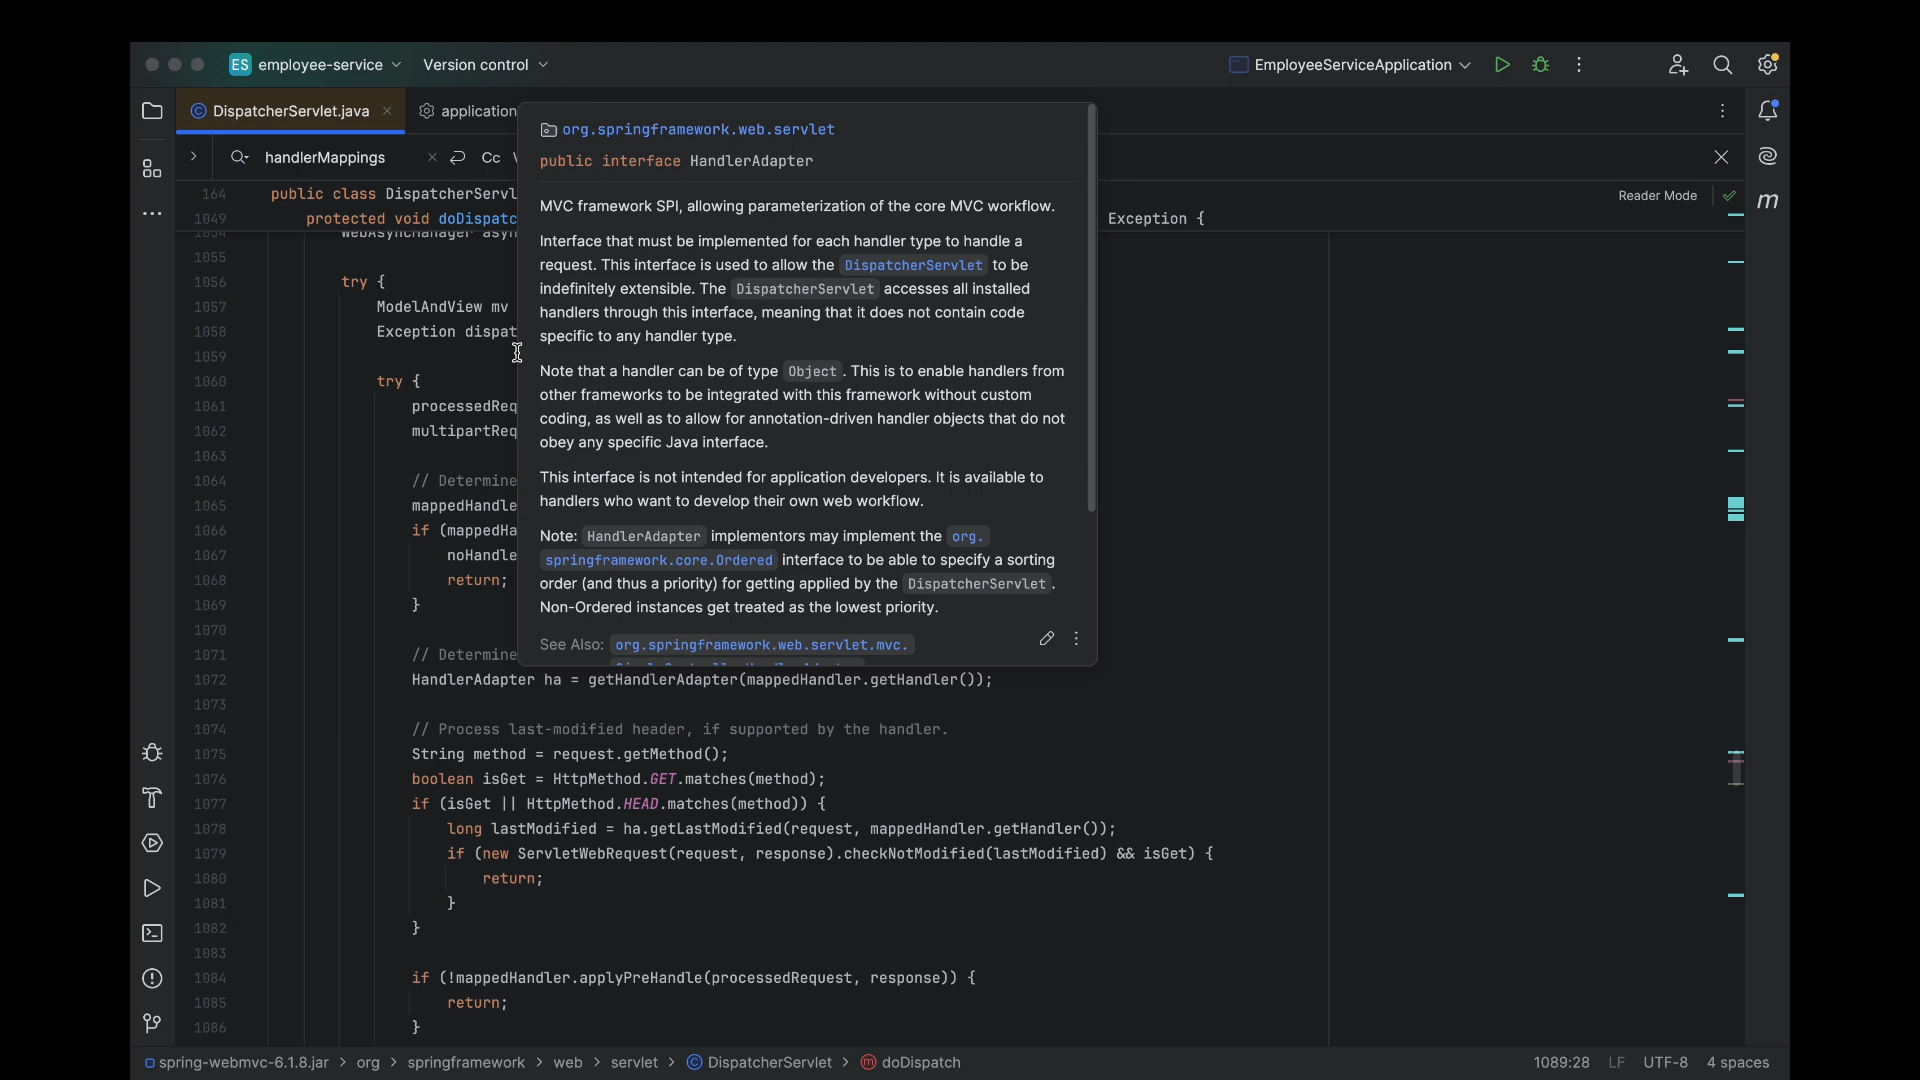 ES employee-service Version control EmployeeServiceApplication
DispatcherServlet.java application
handlerMappings Cc
Reader Mode
164 public class DispatcherServl
1049 protected void doDispatc Exception {
1054 WebAsyncManager asyn
1055
1056 try {
1057 ModelAndView mv
1058 Exception dispat
1059
1060 try {
1061 processedReq
1062 multipartReq
1063
1064 // Determine
1065 mappedHandle
1066 if (mappedHa
1067 noHandle
1068 return;
1069 }
1070
1071 // Determine
1072 HandlerAdapter ha = getHandlerAdapter(mappedHandler.getHandler());
1073
1074 // Process last-modified header, if supported by the handler.
1075 String method = request.getMethod();
1076 boolean isGet = HttpMethod.GET.matches(method);
1077 if (isGet || HttpMethod.HEAD.matches(method)) {
1078 long lastModified = ha.getLastModified(request, mappedHandler.getHandler());
1079 if (new ServletWebRequest(request, response).checkNotModified(lastModified) && isGet) {
1080 return;
1081 }
1082 }
1083
1084 if (!mappedHandler.applyPreHandle(processedRequest, response)) {
1085 return;
1086 }
org.springframework.web.servlet
public interface HandlerAdapter
MVC framework SPI, allowing parameterization of the core MVC workflow.
Interface that must be implemented for each handler type to handle a
request. This interface is used to allow the DispatcherServlet to be
indefinitely extensible. The DispatcherServlet accesses all installed
handlers through this interface, meaning that it does not contain code
specific to any handler type.
Note that a handler can be of type Object. This is to enable handlers from
other frameworks to be integrated with this framework without custom
coding, as well as to allow for annotation-driven handler objects that do not
obey any specific Java interface.
This interface is not intended for application developers. It is available to
handlers who want to develop their own web workflow.
Note: HandlerAdapter implementors may implement the org.
springframework.core.Ordered interface to be able to specify a sorting
order (and thus a priority) for getting applied by the DispatcherServlet.
Non-Ordered instances get treated as the lowest priority.
See Also: org.springframework.web.servlet.mvc.
m
spring-webmvc-6.1.8.jar > org > springframework > web > servlet > DispatcherServlet > doDispatch 1089:28 LF UTF-8 4 spaces